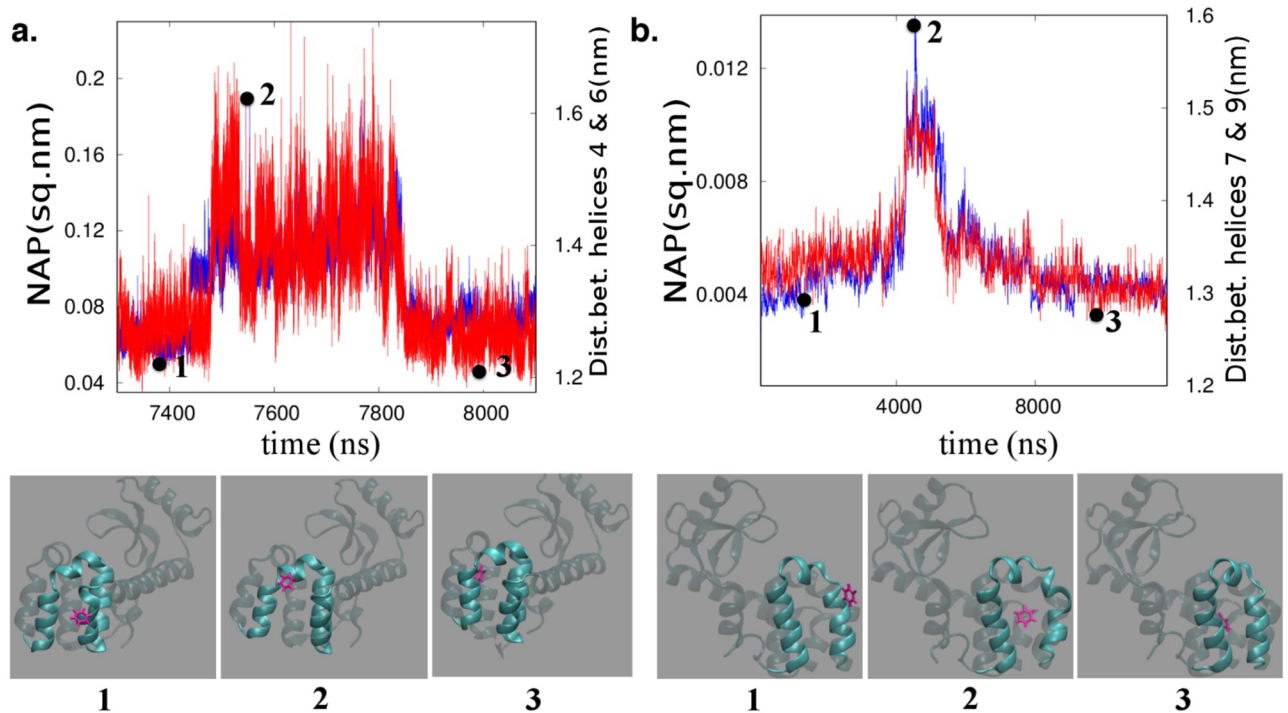 a.
NAP(sq.nm)
0.2
0.16
0.12
0.08
0.04
2
1
3
1.6
1.4
1.2
Dist.bet. helices 4 & 6(nm)
7400 7600 7800 8000
time (ns)
b.
NAP(sq.nm)
0.012
0.008
0.004
2
1
3
1.6
1.5
1.4
1.3
1.2
Dist.bet. helices 7 & 9(nm)
4000 8000
time (ns)
1 2 3
1 2 3